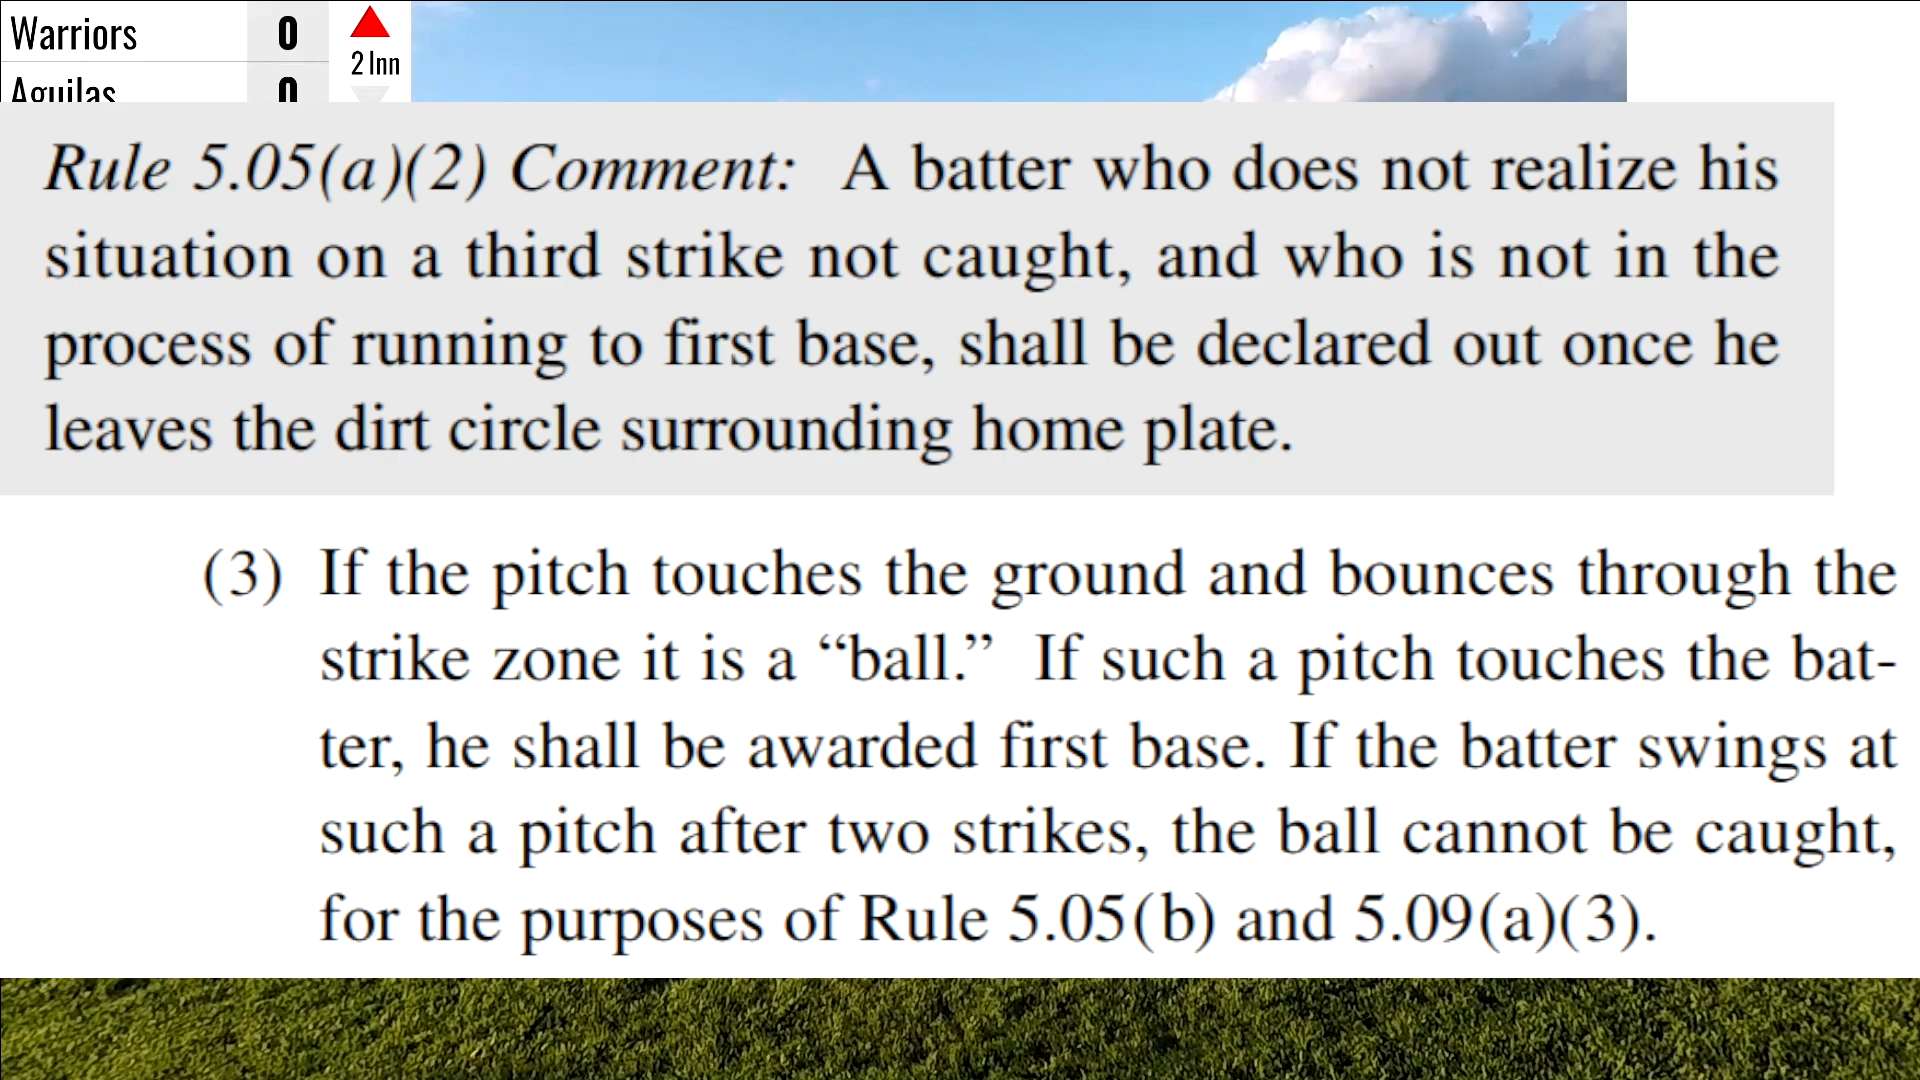 Warriors 0
2 Inn
Aguilas 0
Rule 5.05(a)(2) Comment: A batter who does not realize his
situation on a third strike not caught, and who is not in the
process of running to first base, shall be declared out once he
leaves the dirt circle surrounding home plate.
(3) If the pitch touches the ground and bounces through the
strike zone it is a “ball.” If such a pitch touches the bat-
ter, he shall be awarded first base. If the batter swings at
such a pitch after two strikes, the ball cannot be caught,
for the purposes of Rule 5.05(b) and 5.09(a)(3).